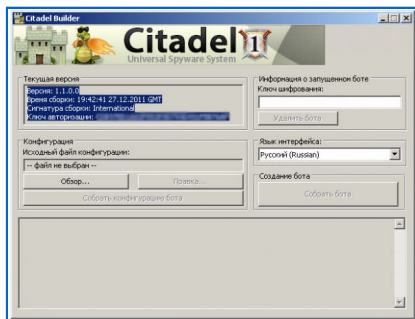 Citadel Builder
Citadel 1
Universal Spyware System
Текущая версия
Версия: 1.1.0.0
Время сборки: 19:42:41 27.12.2011 GMT
Сигнатура сборки: International
Ключ авторизации:
Информация о запущенном боте
Ключ шифрования:
Удалить бота
Конфигурация
Исходный файл конфигурации:
-- файл не выбран --
Обзор...
Правка...
Собрать конфигурацию бота
Язык интерфейса:
Русский (Russian)
Создание бота
Собрать бота